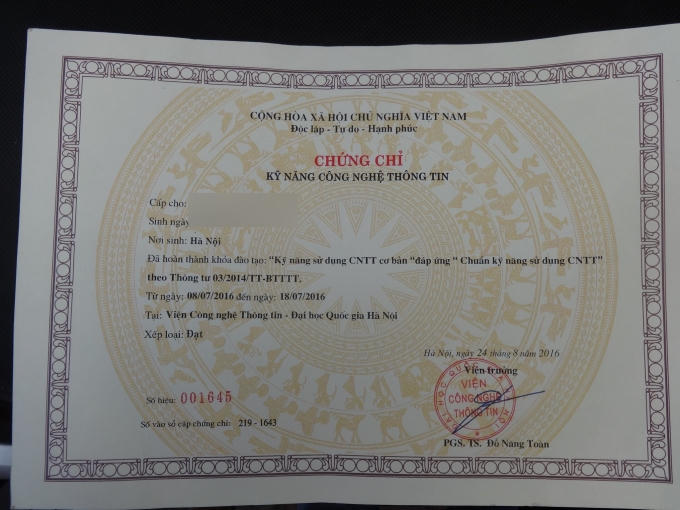 CỘNG HÒA XÃ HỘI CHỦ NGHĨA VIỆT NAM
Độc lập - Tự do - Hạnh phúc
CHỨNG CHỈ
KỸ NĂNG CÔNG NGHỆ THÔNG TIN
Cấp cho:
Sinh ngày
Nơi sinh: Hà Nội
Đã hoàn thành khóa đào tạo: "Kỹ năng sử dụng CNTT cơ bản "đáp ứng " Chuẩn kỹ năng sử dụng CNTT"
theo Thông tư 03/2014/TT-BTTTT.
Từ ngày: 08/07/2016 đến ngày: 18/07/2016
Tại: Viện Công nghệ Thông tin - Đại học Quốc gia Hà Nội
Xếp loại: Đạt
Hà Nội, ngày 24 tháng 8 năm 2016
Viện trưởng
VIỆN
CÔNG NGHỆ
THÔNG TIN
ĐẠI HỌC QUỐC GIA HÀ NỘI
Số hiệu: 001645
Số vào sổ cấp chứng chỉ: 219 - 1643
PGS. TS. Đỗ Năng Toàn